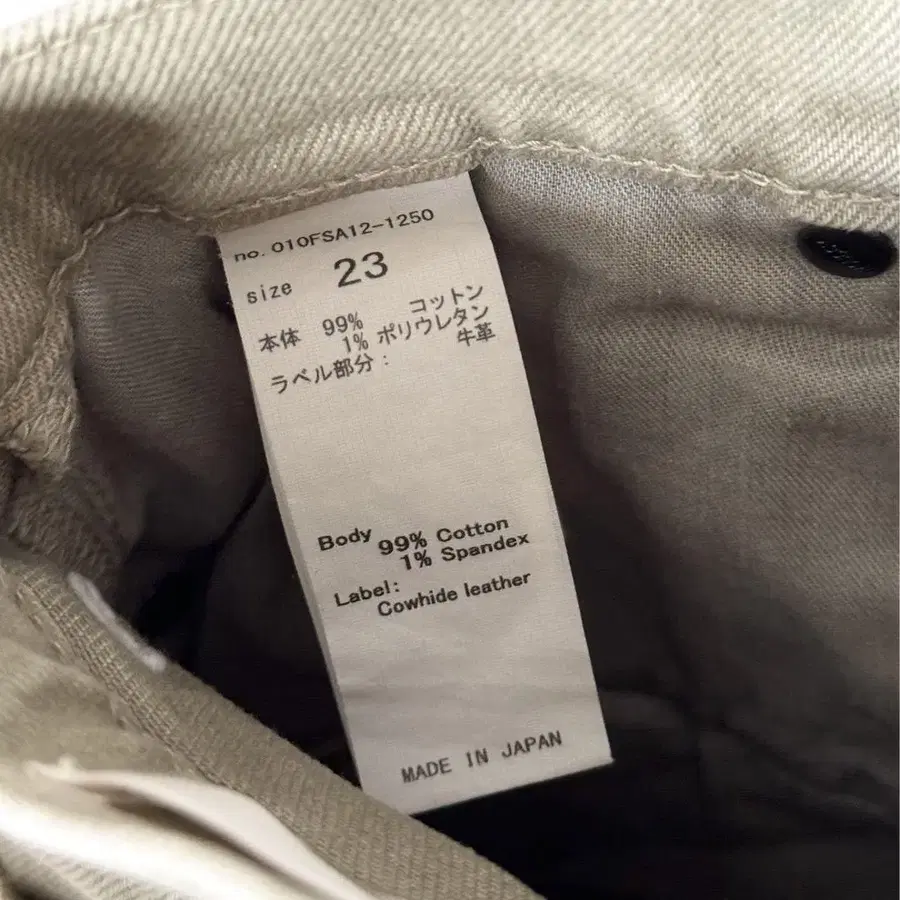 no. 010FSA12-1250
size 23
本体 99% コットン
1% ポリウレタン
ラベル部分: 牛革
Body 99% Cotton
1% Spandex
Label:
Cowhide leather
MADE IN JAPAN